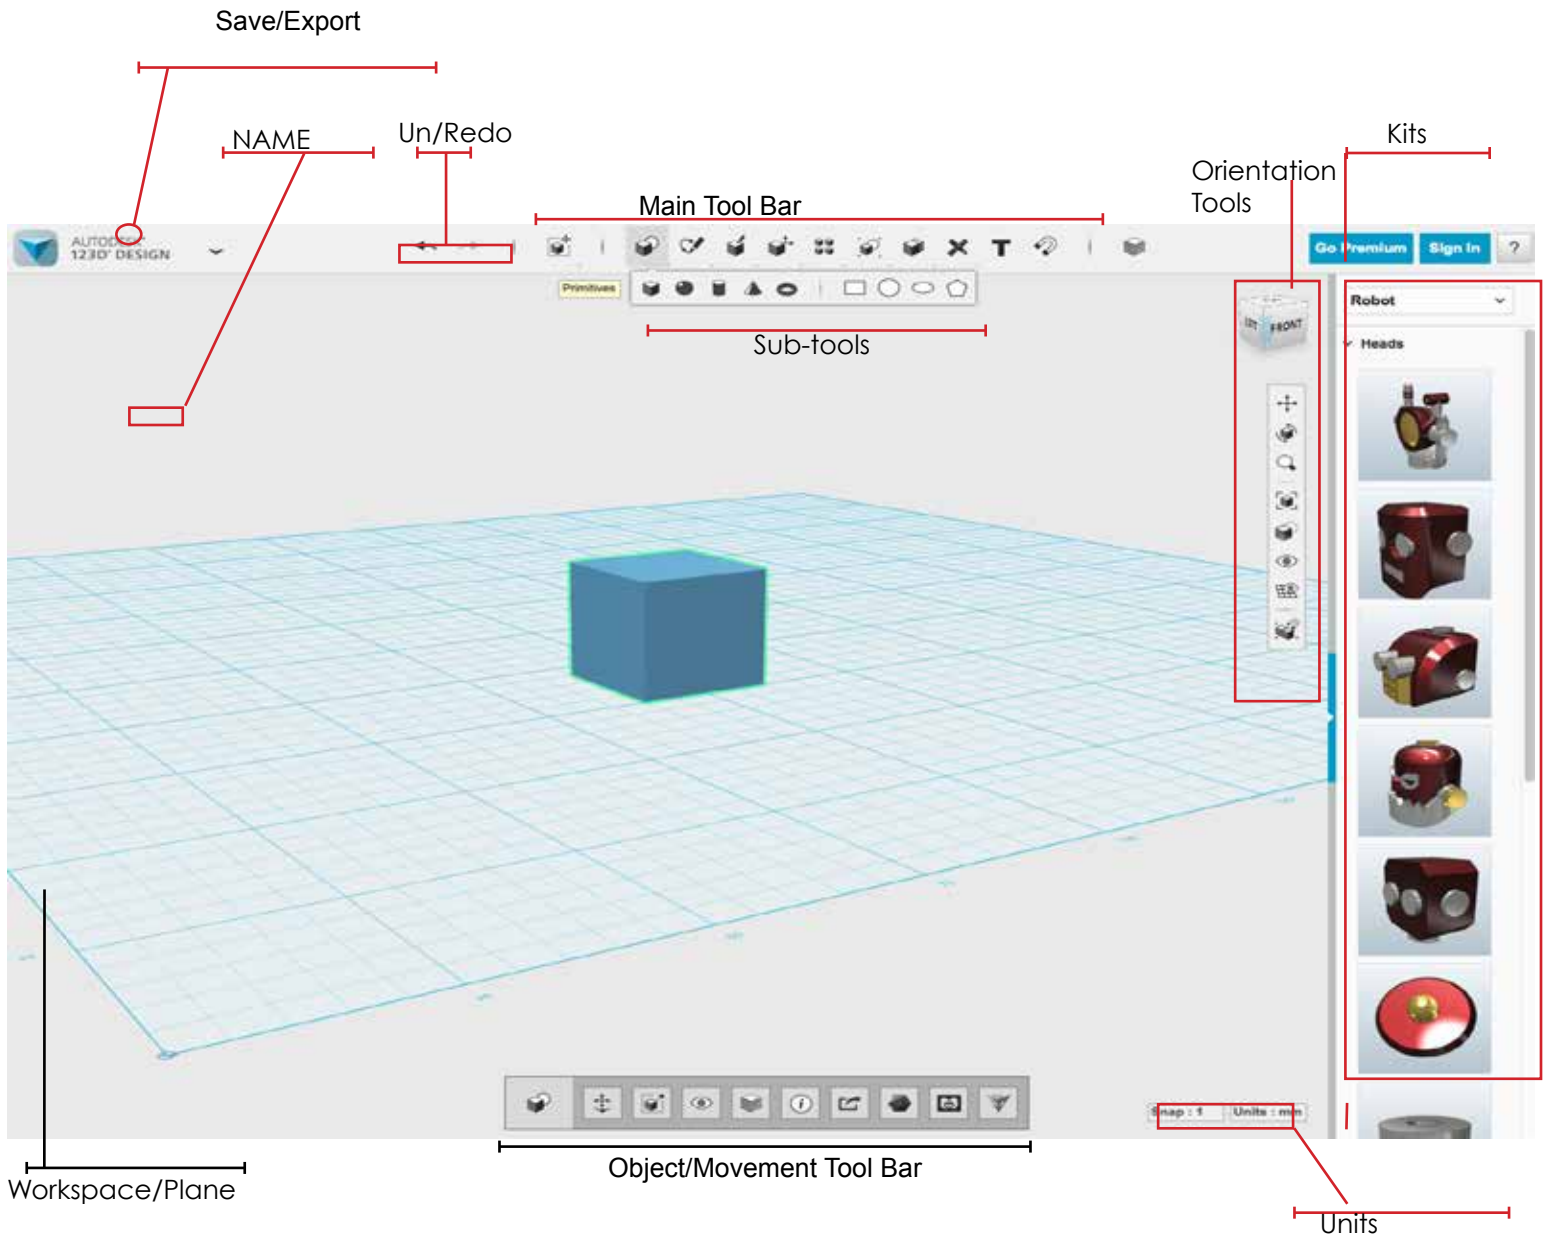 Save/Export
NAME
Un/Redo
Kits
Orientation
Tools
Main Tool Bar
AUTODESK®
123D® DESIGN
Go Premium
Sign In
?
Primitives
FRONT
Robot
Sub-tools
Heads
Snap : 1
Units : mm
Object/Movement Tool Bar
Workspace/Plane
Units